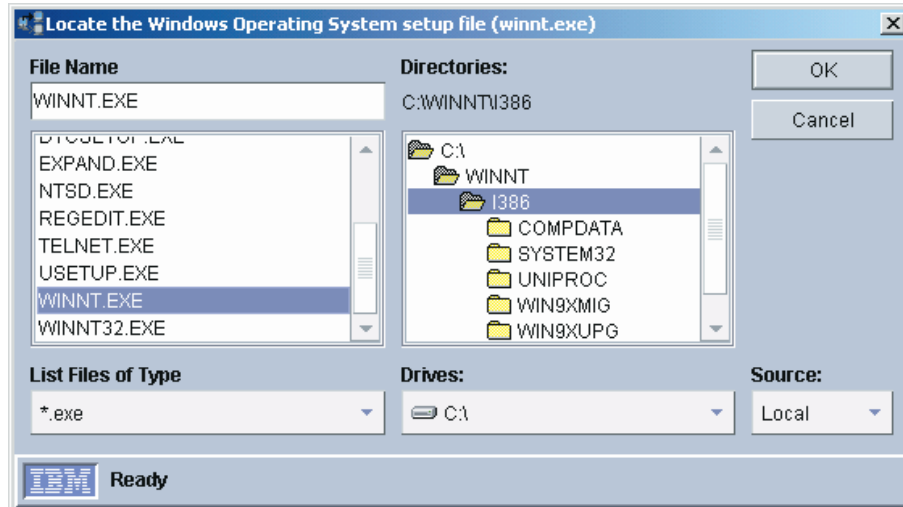 Locate the Windows Operating System setup file (winnt.exe)
File Name
Directories:
OK
WINNT.EXE
C:\WINNT\I386
Cancel
DTCSETUP.EXE
EXPAND.EXE
NTSD.EXE
REGEDIT.EXE
TELNET.EXE
USETUP.EXE
WINNT.EXE
WINNT32.EXE
C:\
WINNT
I386
COMPDATA
SYSTEM32
UNIPROC
WIN9XMIG
WIN9XUPG
List Files of Type
Drives:
Source:
*.exe
C:\
Local
IBM
Ready